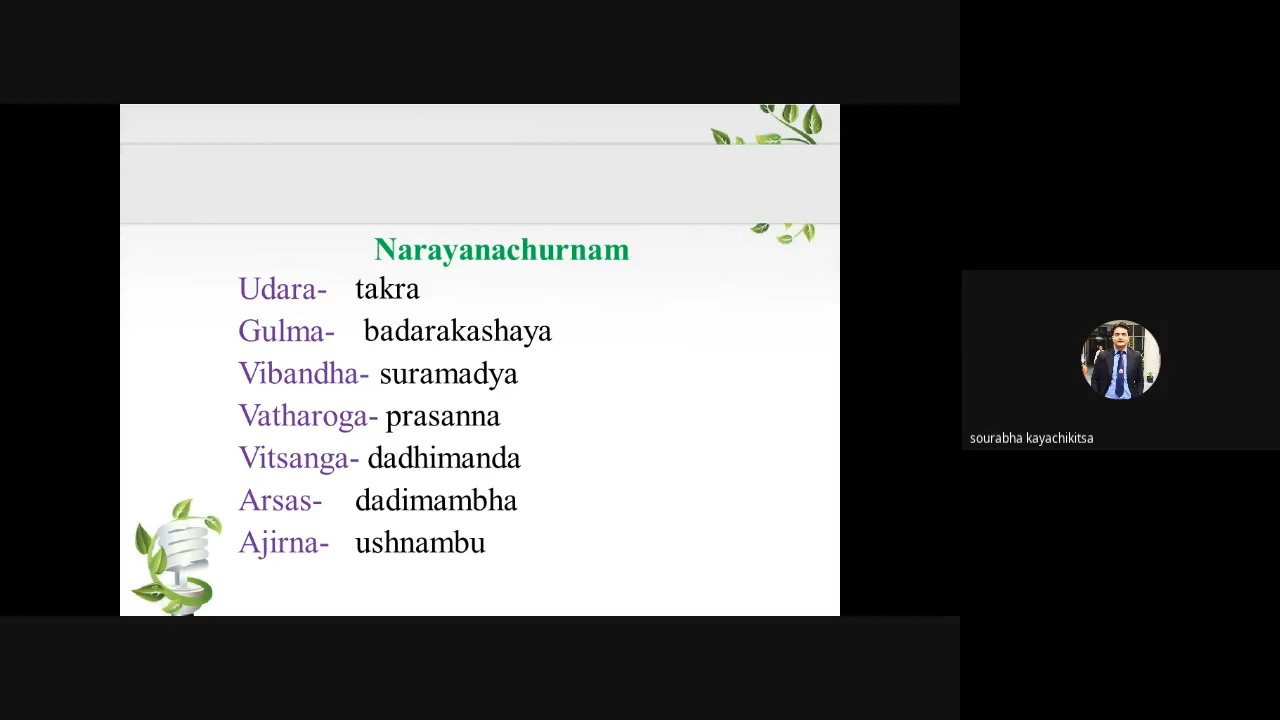 Narayanachurnam
Udara- takra
Gulma- badarakashaya
Vibandha- suramadya
Vatharoga- prasanna
Vitsanga- dadhimanda
Arsas- dadimambha
Ajirna- ushnambu
sourabha kayachikitsa